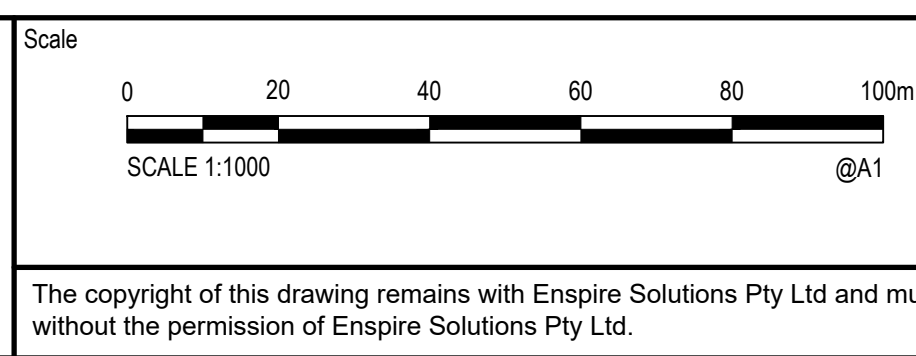 Scale
0 20 40 60 80 100m
SCALE 1:1000 @A1
The copyright of this drawing remains with Enspire Solutions Pty Ltd and
without the permission of Enspire Solutions Pty Ltd.